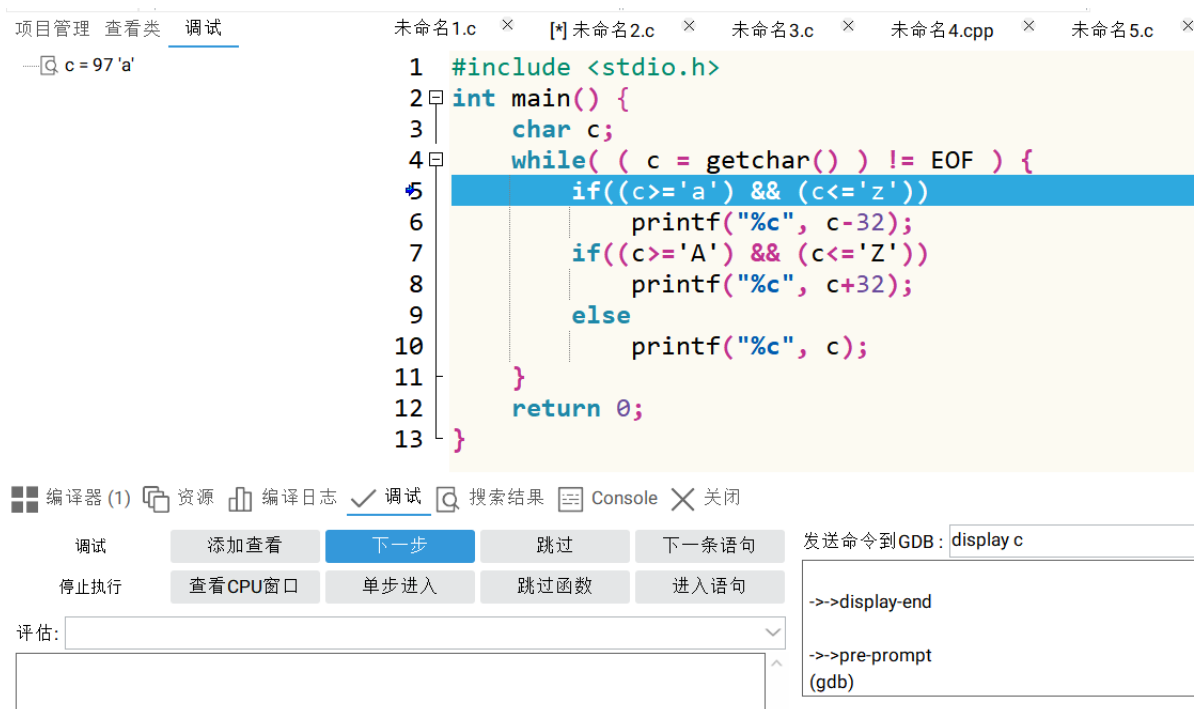 项目管理 查看类 调试
未命名1.c × [*] 未命名2.c × 未命名3.c × 未命名4.cpp × 未命名5.c ×
c = 97 'a'
1 #include <stdio.h>
2 int main() {
3 char c;
4 while( ( c = getchar() ) != EOF ) {
5 if((c>='a') && (c<='z'))
6 printf("%c", c-32);
7 if((c>='A') && (c<='Z'))
8 printf("%c", c+32);
9 else
10 printf("%c", c);
11 }
12 return 0;
13 }
编译器 (1) 资源 编译日志 调试 搜索结果 Console 关闭
调试 添加查看 下一步 跳过 下一条语句 发送命令到GDB : display c
停止执行 查看CPU窗口 单步进入 跳过函数 进入语句
->->display-end
评估:
->->pre-prompt
(gdb)